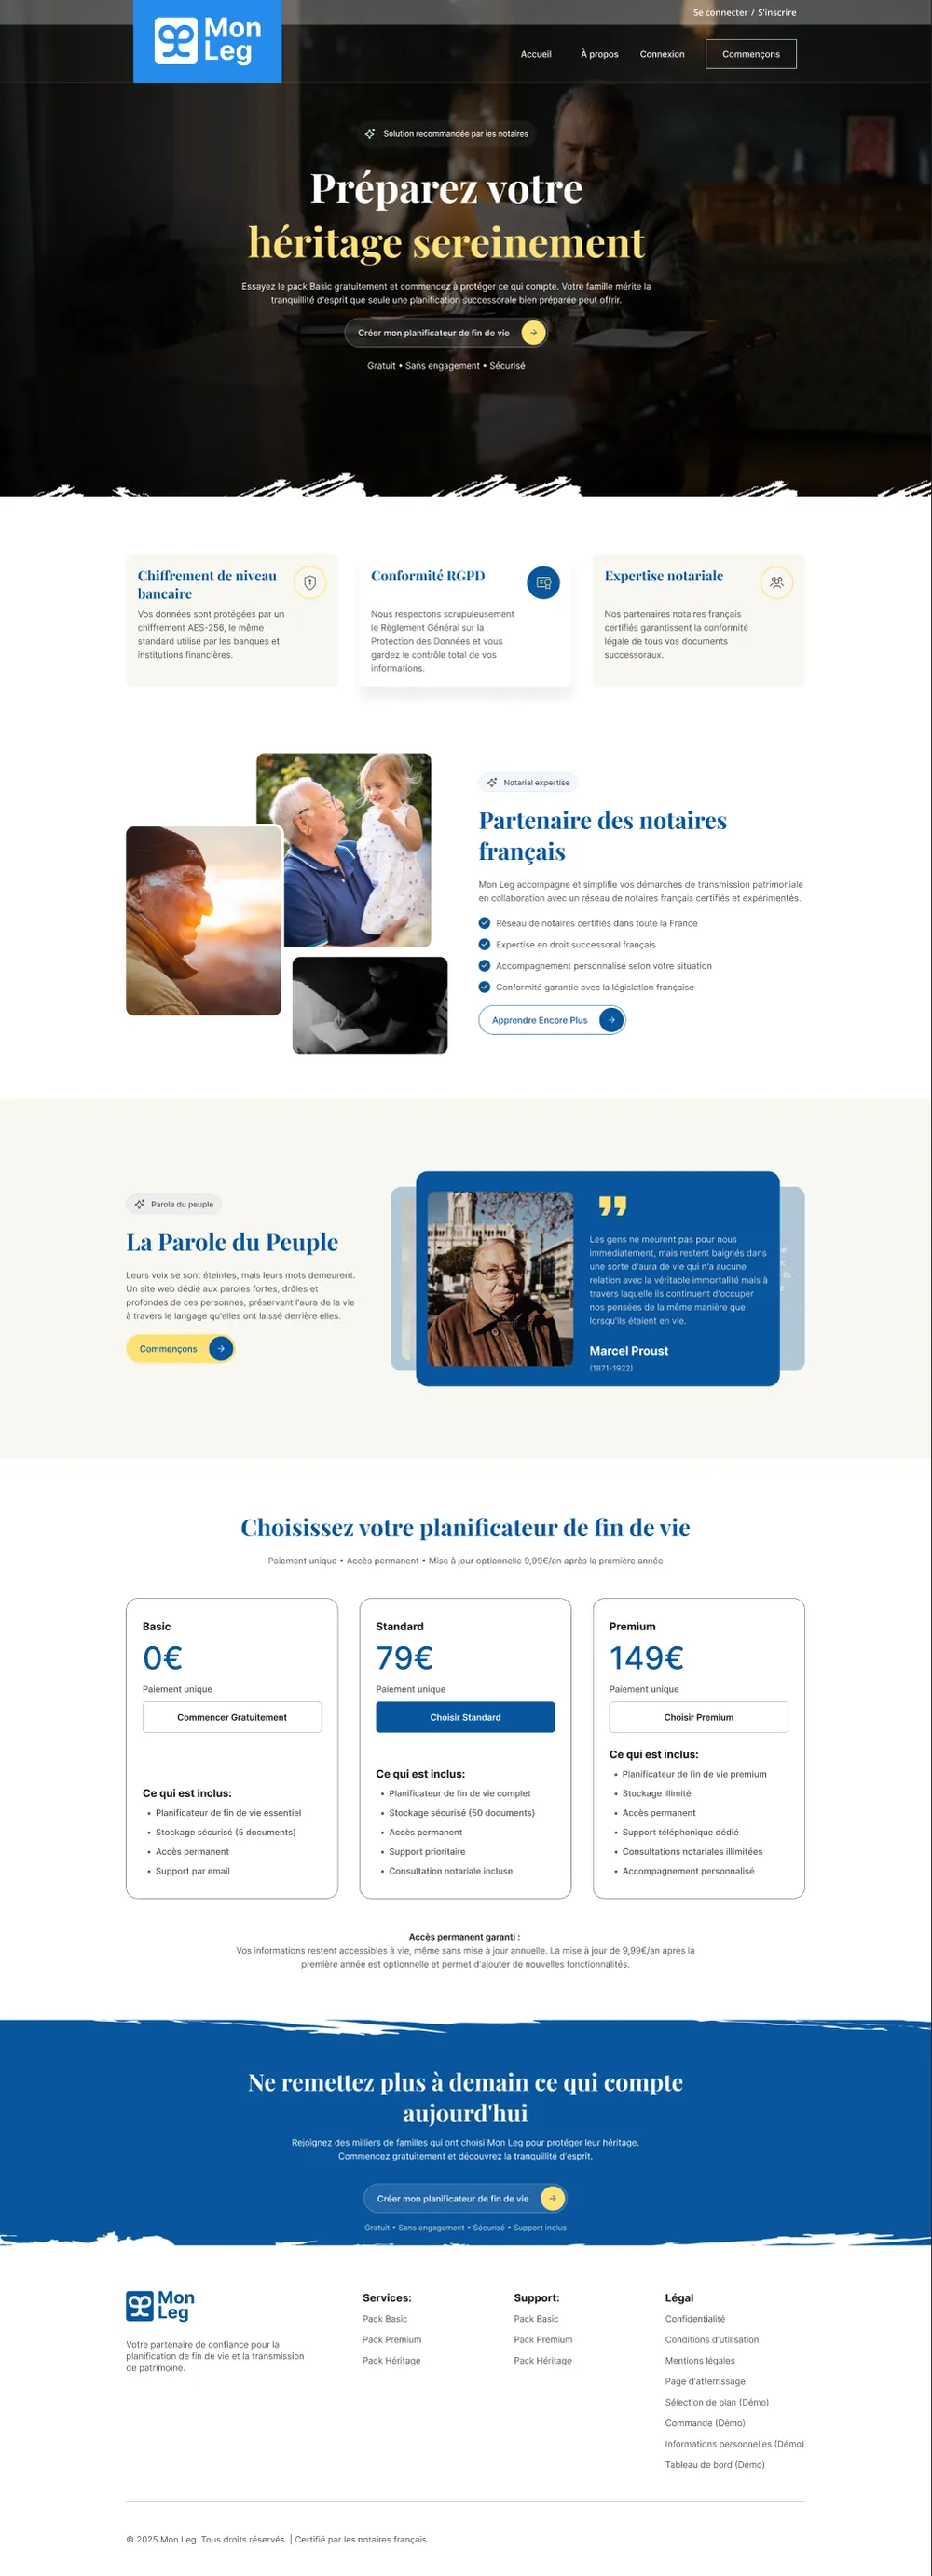 Se connecter / S'inscrire
Mon
Leg
Accueil
À propos
Connexion
Commençons
Solution recommandée par les notaires
Préparez votre
héritage sereinement
Essayez le pack Basic gratuitement et commencez à protéger ce qui compte. Votre famille mérite la
tranquillité d'esprit que seule une planification successorale bien préparée peut offrir.
Créer mon planificateur de fin de vie
Gratuit • Sans engagement • Sécurisé
Chiffrement de niveau
bancaire
Vos données sont protégées par un
chiffrement AES-256, le même
standard utilisé par les banques et
institutions financières.
Conformité RGPD
Nous respectons scrupuleusement
le Règlement Général sur la
Protection des Données et vous
gardez le contrôle total de vos
informations.
Expertise notariale
Nos partenaires notaires français
certifiés garantissent la conformité
légale de tous vos documents
successoraux.
Notarial expertise
Partenaire des notaires
français
Mon Leg accompagne et simplifie vos démarches de transmission patrimoniale
en collaboration avec un réseau de notaires français certifiés et expérimentés.
Réseau de notaires certifiés dans toute la France
Expertise en droit successoral français
Accompagnement personnalisé selon votre situation
Conformité garantie avec la législation française
Apprendre Encore Plus
Parole du peuple
La Parole du Peuple
Leurs voix se sont éteintes, mais leurs mots demeurent.
Un site web dédié aux paroles fortes, drôles et
profondes de ces personnes, préservant l'aura de la vie
à travers le langage qu'elles ont laissé derrière elles.
Commençons
Les gens ne meurent pas pour nous
immédiatement, mais restent baignés dans
une sorte d'aura de vie qui n'a aucune
relation avec la véritable immortalité mais à
travers laquelle ils continuent d'occuper
nos pensées de la même manière que
lorsqu'ils étaient en vie.
Marcel Proust
(1871-1922)
Choisissez votre planificateur de fin de vie
Paiement unique • Accès permanent • Mise à jour optionnelle 9,99€/an après la première année
Basic
0€
Paiement unique
Commencer Gratuitement
Ce qui est inclus:
• Planificateur de fin de vie essentiel
• Stockage sécurisé (5 documents)
• Accès permanent
• Support par email
Standard
79€
Paiement unique
Choisir Standard
Ce qui est inclus:
• Planificateur de fin de vie complet
• Stockage sécurisé (50 documents)
• Accès permanent
• Support prioritaire
• Consultation notariale incluse
Premium
149€
Paiement unique
Choisir Premium
Ce qui est inclus:
• Planificateur de fin de vie premium
• Stockage illimité
• Accès permanent
• Support téléphonique dédié
• Consultations notariales illimitées
• Accompagnement personnalisé
Accès permanent garanti :
Vos informations restent accessibles à vie, même sans mise à jour annuelle. La mise à jour de 9,99€/an après la
première année est optionnelle et permet d'ajouter de nouvelles fonctionnalités.
Ne remettez plus à demain ce qui compte
aujourd'hui
Rejoignez des milliers de familles qui ont choisi Mon Leg pour protéger leur héritage.
Commencez gratuitement et découvrez la tranquillité d'esprit.
Créer mon planificateur de fin de vie
Gratuit • Sans engagement • Sécurisé • Support inclus
Mon
Leg
Votre partenaire de confiance pour la
planification de fin de vie et la transmission
de patrimoine.
Services:
Pack Basic
Pack Premium
Pack Héritage
Support:
Pack Basic
Pack Premium
Pack Héritage
Légal
Confidentialité
Conditions d'utilisation
Mentions légales
Page d'atterrissage
Sélection de plan (Démo)
Commande (Démo)
Informations personnelles (Démo)
Tableau de bord (Démo)
© 2025 Mon Leg. Tous droits réservés. | Certifié par les notaires français